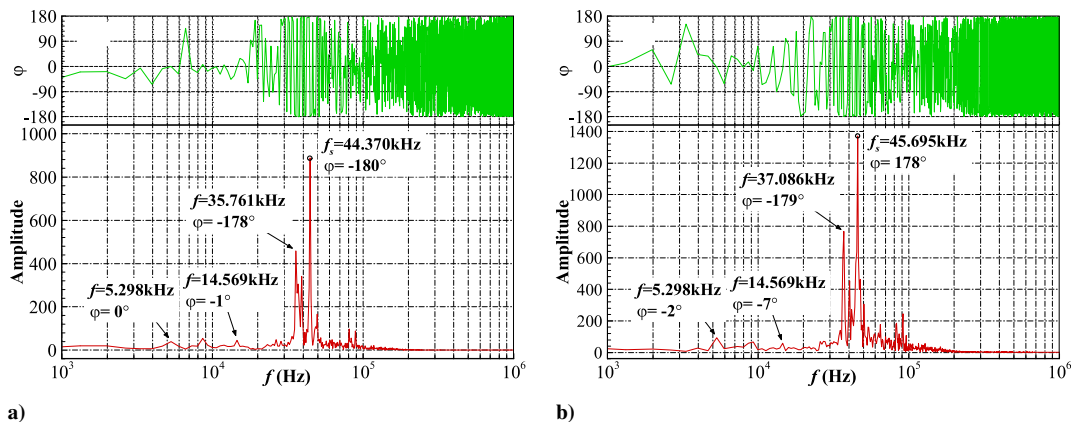 180
90
0
-90
-180
φ
1000
800
600
400
200
0
Amplitude
f_s=44.370kHz
φ= -180°
f=35.761kHz
φ= -178°
f=14.569kHz
φ= -1°
f=5.298kHz
φ= 0°
10³
10⁴
10⁵
10⁶
f (Hz)
a)
180
90
0
-90
-180
φ
1400
1200
1000
800
600
400
200
0
Amplitude
f_s=45.695kHz
φ= 178°
f=37.086kHz
φ= -179°
f=14.569kHz
φ= -7°
f=5.298kHz
φ= -2°
10³
10⁴
10⁵
10⁶
f (Hz)
b)